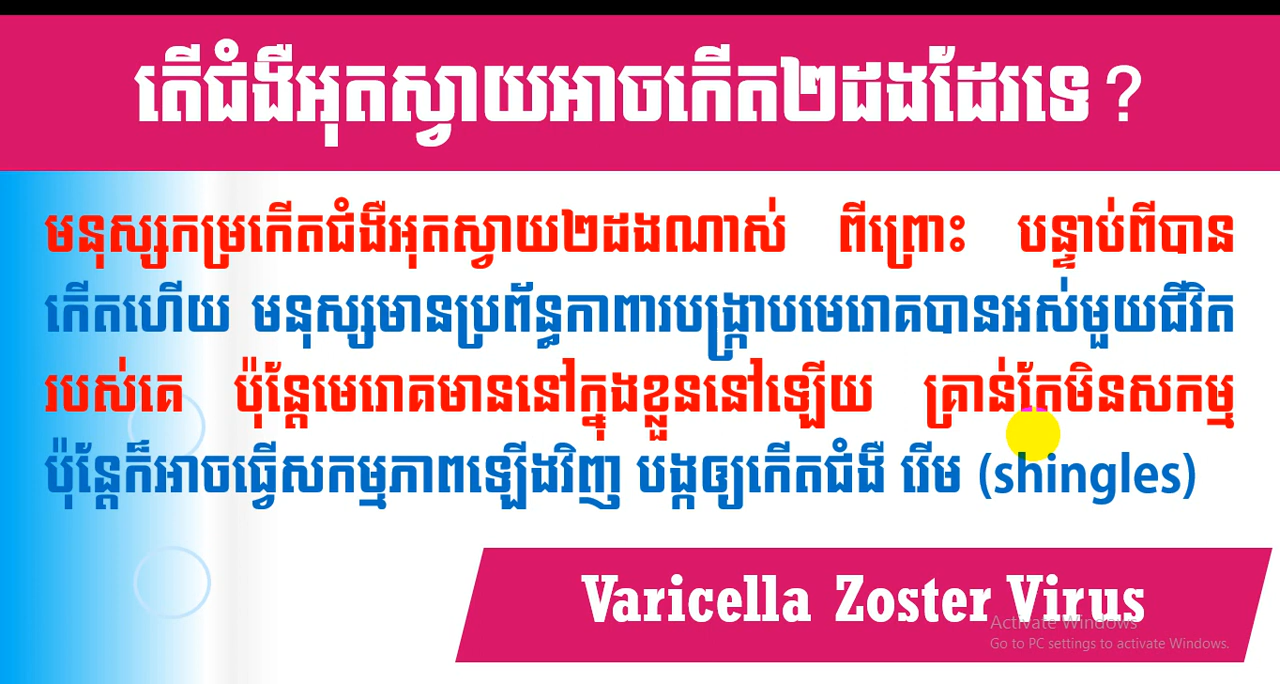 តើជំងឺអុតស្វាយអាចកើត២ដងដែរទេ?
មនុស្សកម្រកើតជំងឺអុតស្វាយ២ដងណាស់ ពីព្រោះ បន្ទាប់ពីបាន
កើតហើយ មនុស្សមានប្រព័ន្ធកាពារបង្ក្រាបមេរោគបានអស់មួយជីវិត
របស់គេ ប៉ុន្តែមេរោគមាននៅក្នុងខ្លួននៅឡើយ គ្រាន់តែមិនសកម្ម
ប៉ុន្តែក៏អាចធ្វើសកម្មភាពឡើងវិញ បង្កឲ្យកើតជំងឺ រើម (shingles)
Varicella Zoster Virus
Activate Windows
Go to PC settings to activate Windows.